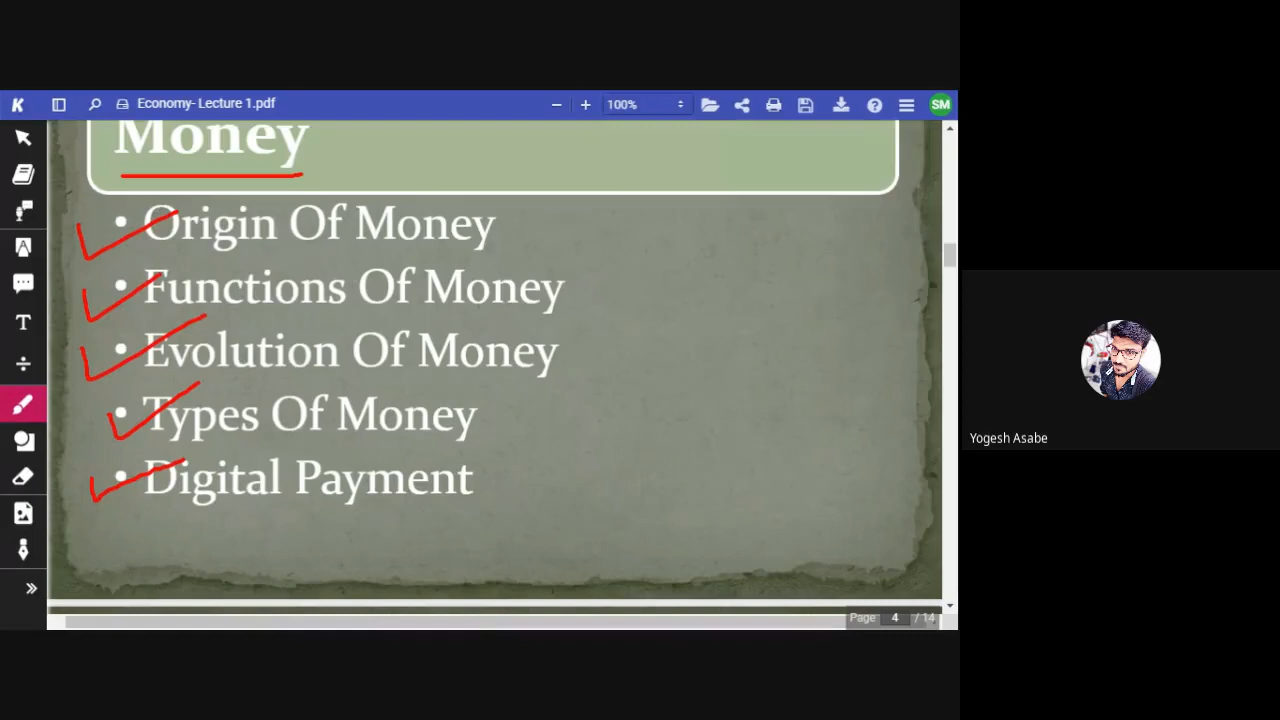 K
Economy- Lecture 1.pdf
100%
SM
Money
• Origin Of Money
• Functions Of Money
• Evolution Of Money
• Types Of Money
• Digital Payment
Page 4 / 14
Yogesh Asabe